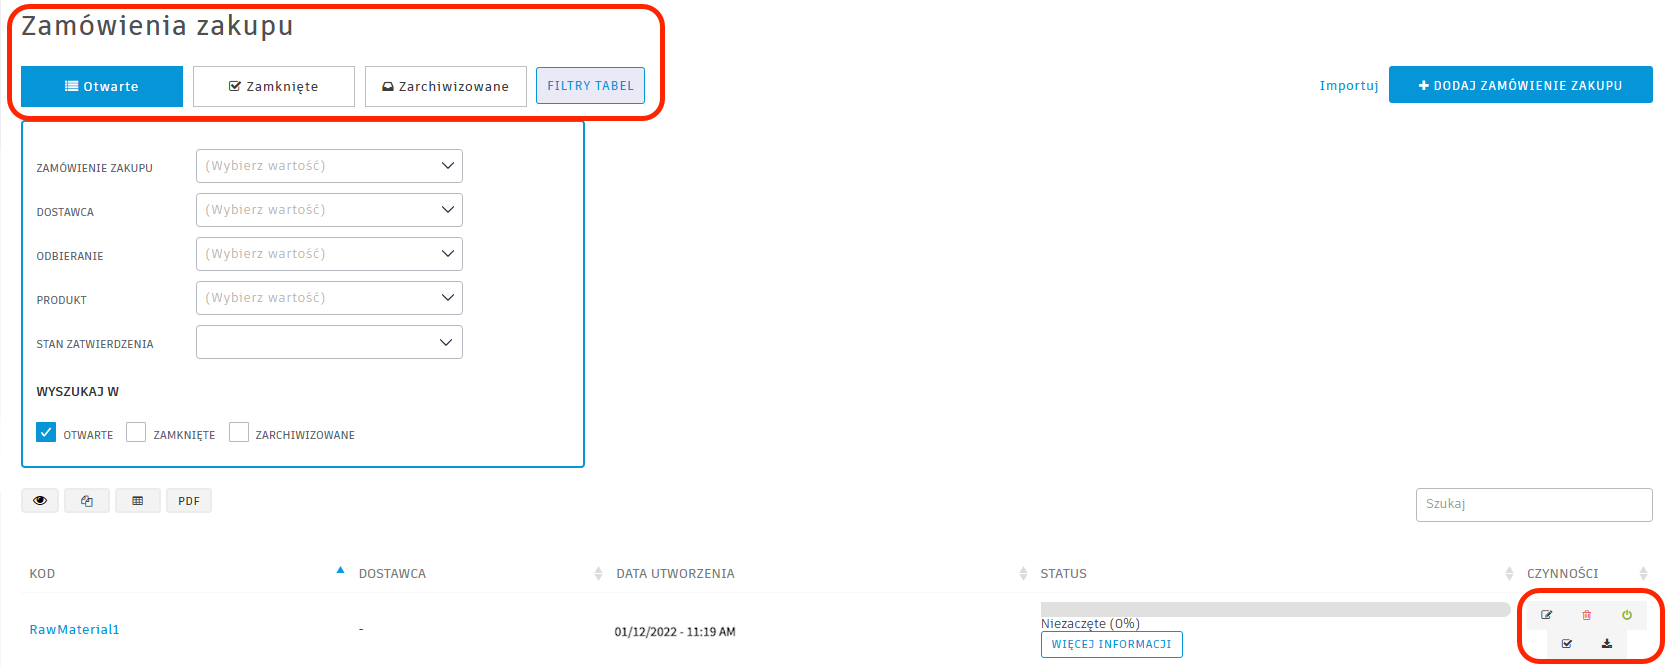 Zamówienia zakupu
Otwarte Zamknięte Zarchiwizowane FILTRY TABEL Importuj DODAJ ZAMÓWIENIE ZAKUPU
ZAMÓWIENIE ZAKUPU (Wybierz wartość)
DOSTAWCA (Wybierz wartość)
ODBIERANIE (Wybierz wartość)
PRODUKT (Wybierz wartość)
STAN ZATWIERDZENIA
WYSZUKAJ W
OTWARTE ZAMKNIĘTE ZARCHIWIZOWANE
PDF Szukaj
KOD DOSTAWCA DATA UTWORZENIA STATUS CZYNNOŚCI
RawMaterial1 - 01/12/2022 - 11:19 AM Niezaczęte (0%)
WIĘCEJ INFORMACJI